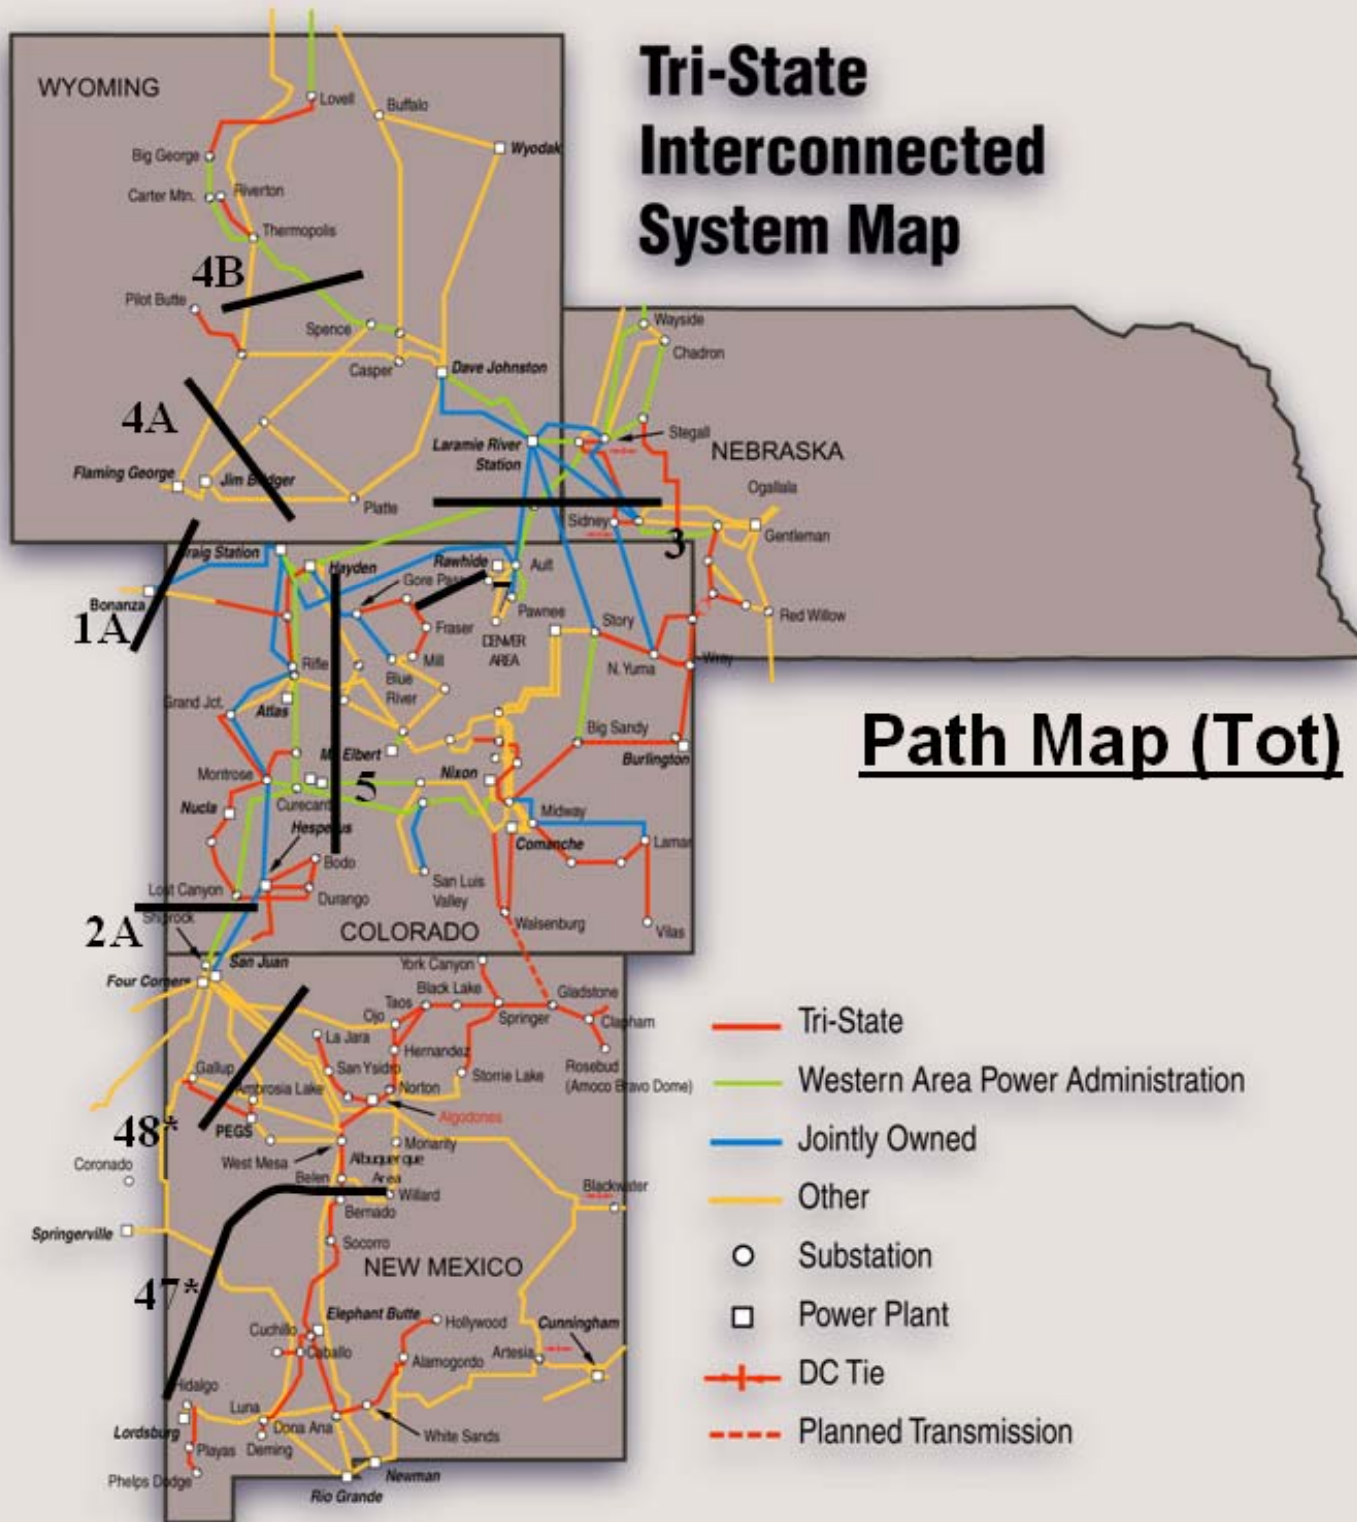 Tri-State
Interconnected
System Map
WYOMING
Lovell
Buffalo
Big George
Wyodak
Carter Mtn.
Riverton
Thermopolis
4B
Pilot Butte
Spence
Casper
Dave Johnston
Wayside
Chadron
4A
Laramie River
Station
Stegall
NEBRASKA
Flaming George
Jim Bridger
Platte
Ogallala
Sidney
Gentleman
3
Craig Station
Hayden
Rawhide
Ault
Gore Pass
Bonanza
1A
Pawnee
Fraser
DENVER
AREA
Story
Red Willow
Rifle
Mill
Blue
River
N. Yuma
Wray
Grand Jct.
Atlas
Mt. Elbert
Big Sandy
Burlington
Path Map (Tot)
Montrose
5
Nixon
Nucla
Curecanti
Midway
Hesperus
Comanche
Lamar
Bodo
Lost Canyon
Durango
San Luis
Valley
Shiprock
2A
Walsenburg
Vilas
COLORADO
San Juan
Four Corners
York Canyon
Black Lake
Taos
Gladstone
Ojo
Springer
Clapham
La Jara
Hernandez
Gallup
San Ysidro
Storrie Lake
Rosebud
(Amoco Bravo Dome)
Ambrosia Lake
Norton
Algodones
48*
PEGS
West Mesa
Monarity
Coronado
Albuquerque
Area
Belen
Willard
Blackwater
Bernado
Springerville
Socorro
NEW MEXICO
47*
Elephant Butte
Hollywood
Cunningham
Cuchillo
Caballo
Alamogordo
Artesia
Hidalgo
Luna
Lordsburg
Dona Ana
White Sands
Deming
Playas
Phelps Dodge
Newman
Rio Grande
Tri-State
Western Area Power Administration
Jointly Owned
Other
Substation
Power Plant
DC Tie
Planned Transmission